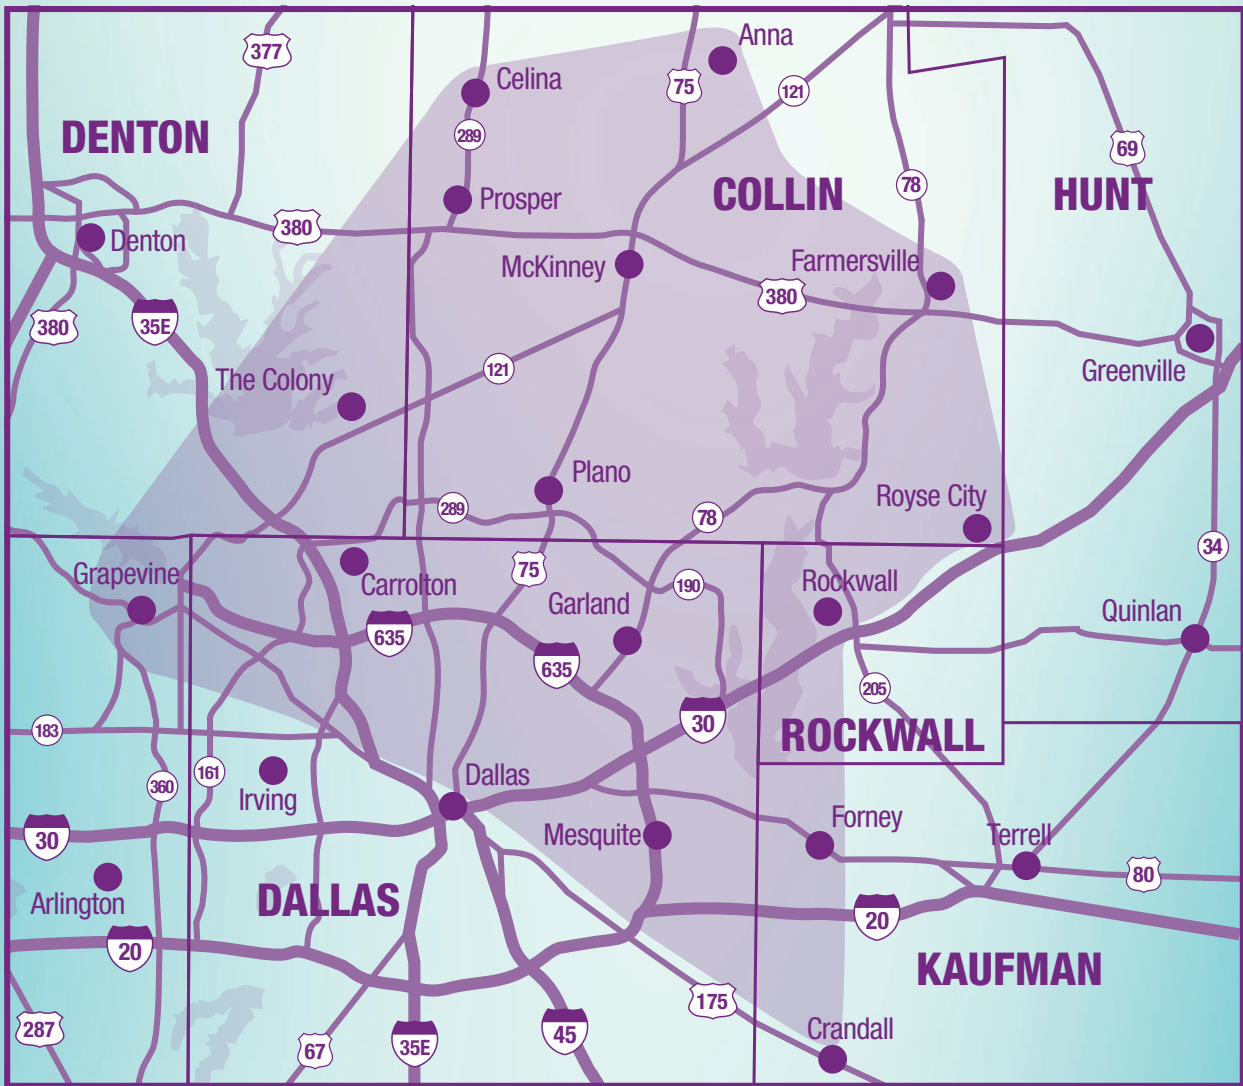 377
Anna
Celina
75
121
DENTON
289
69
78
COLLIN
HUNT
Prosper
380
Denton
McKinney
Farmersville
380
380
35E
Greenville
121
The Colony
Plano
Royse City
289
78
34
Grapevine
Carrolton
75
190
Rockwall
Garland
Quinlan
635
635
205
30
183
ROCKWALL
161
Irving
360
Dallas
30
Mesquite
Forney
Terrell
80
Arlington
DALLAS
20
20
KAUFMAN
175
287
67
35E
45
Crandall